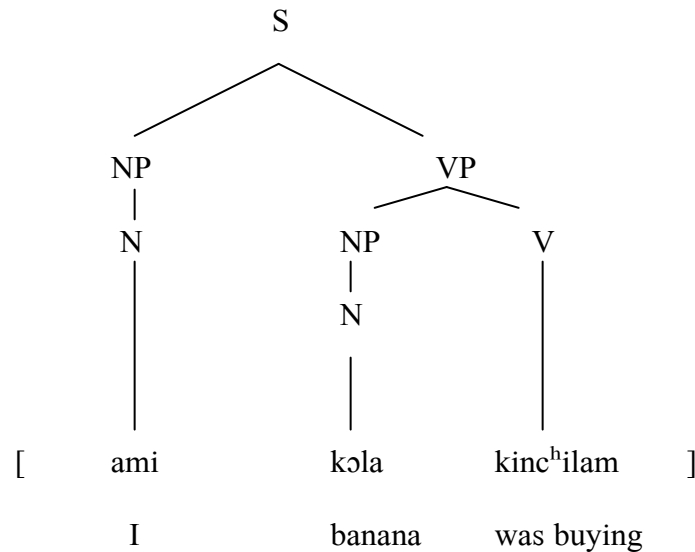 S
NP VP
N NP V
N
[ ami kɔla kincʰilam ]
I banana was buying